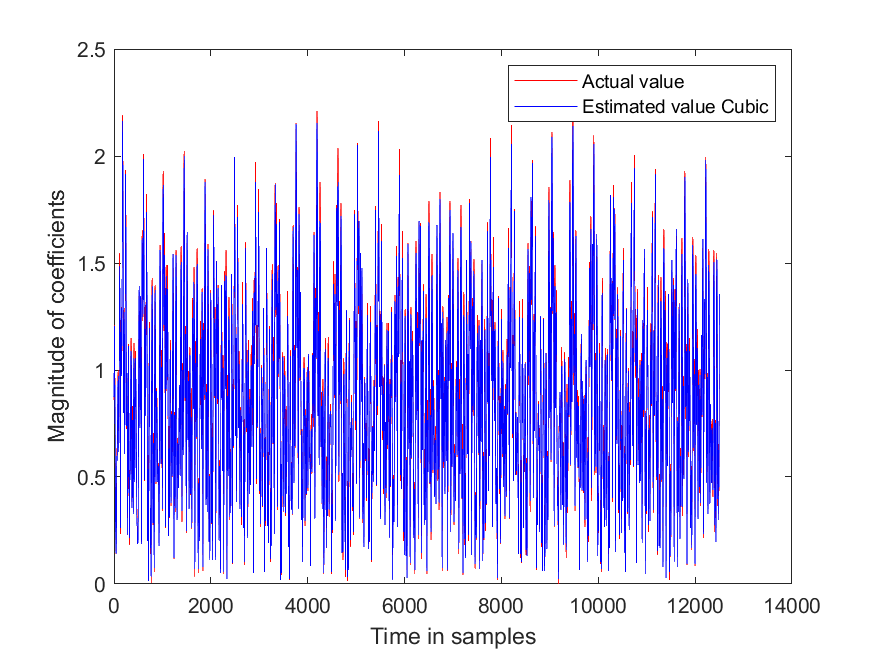 2.5
2
1.5
1
0.5
0
Actual value
Estimated value Cubic
Magnitude of coefficients
0 2000 4000 6000 8000 10000 12000 14000
Time in samples